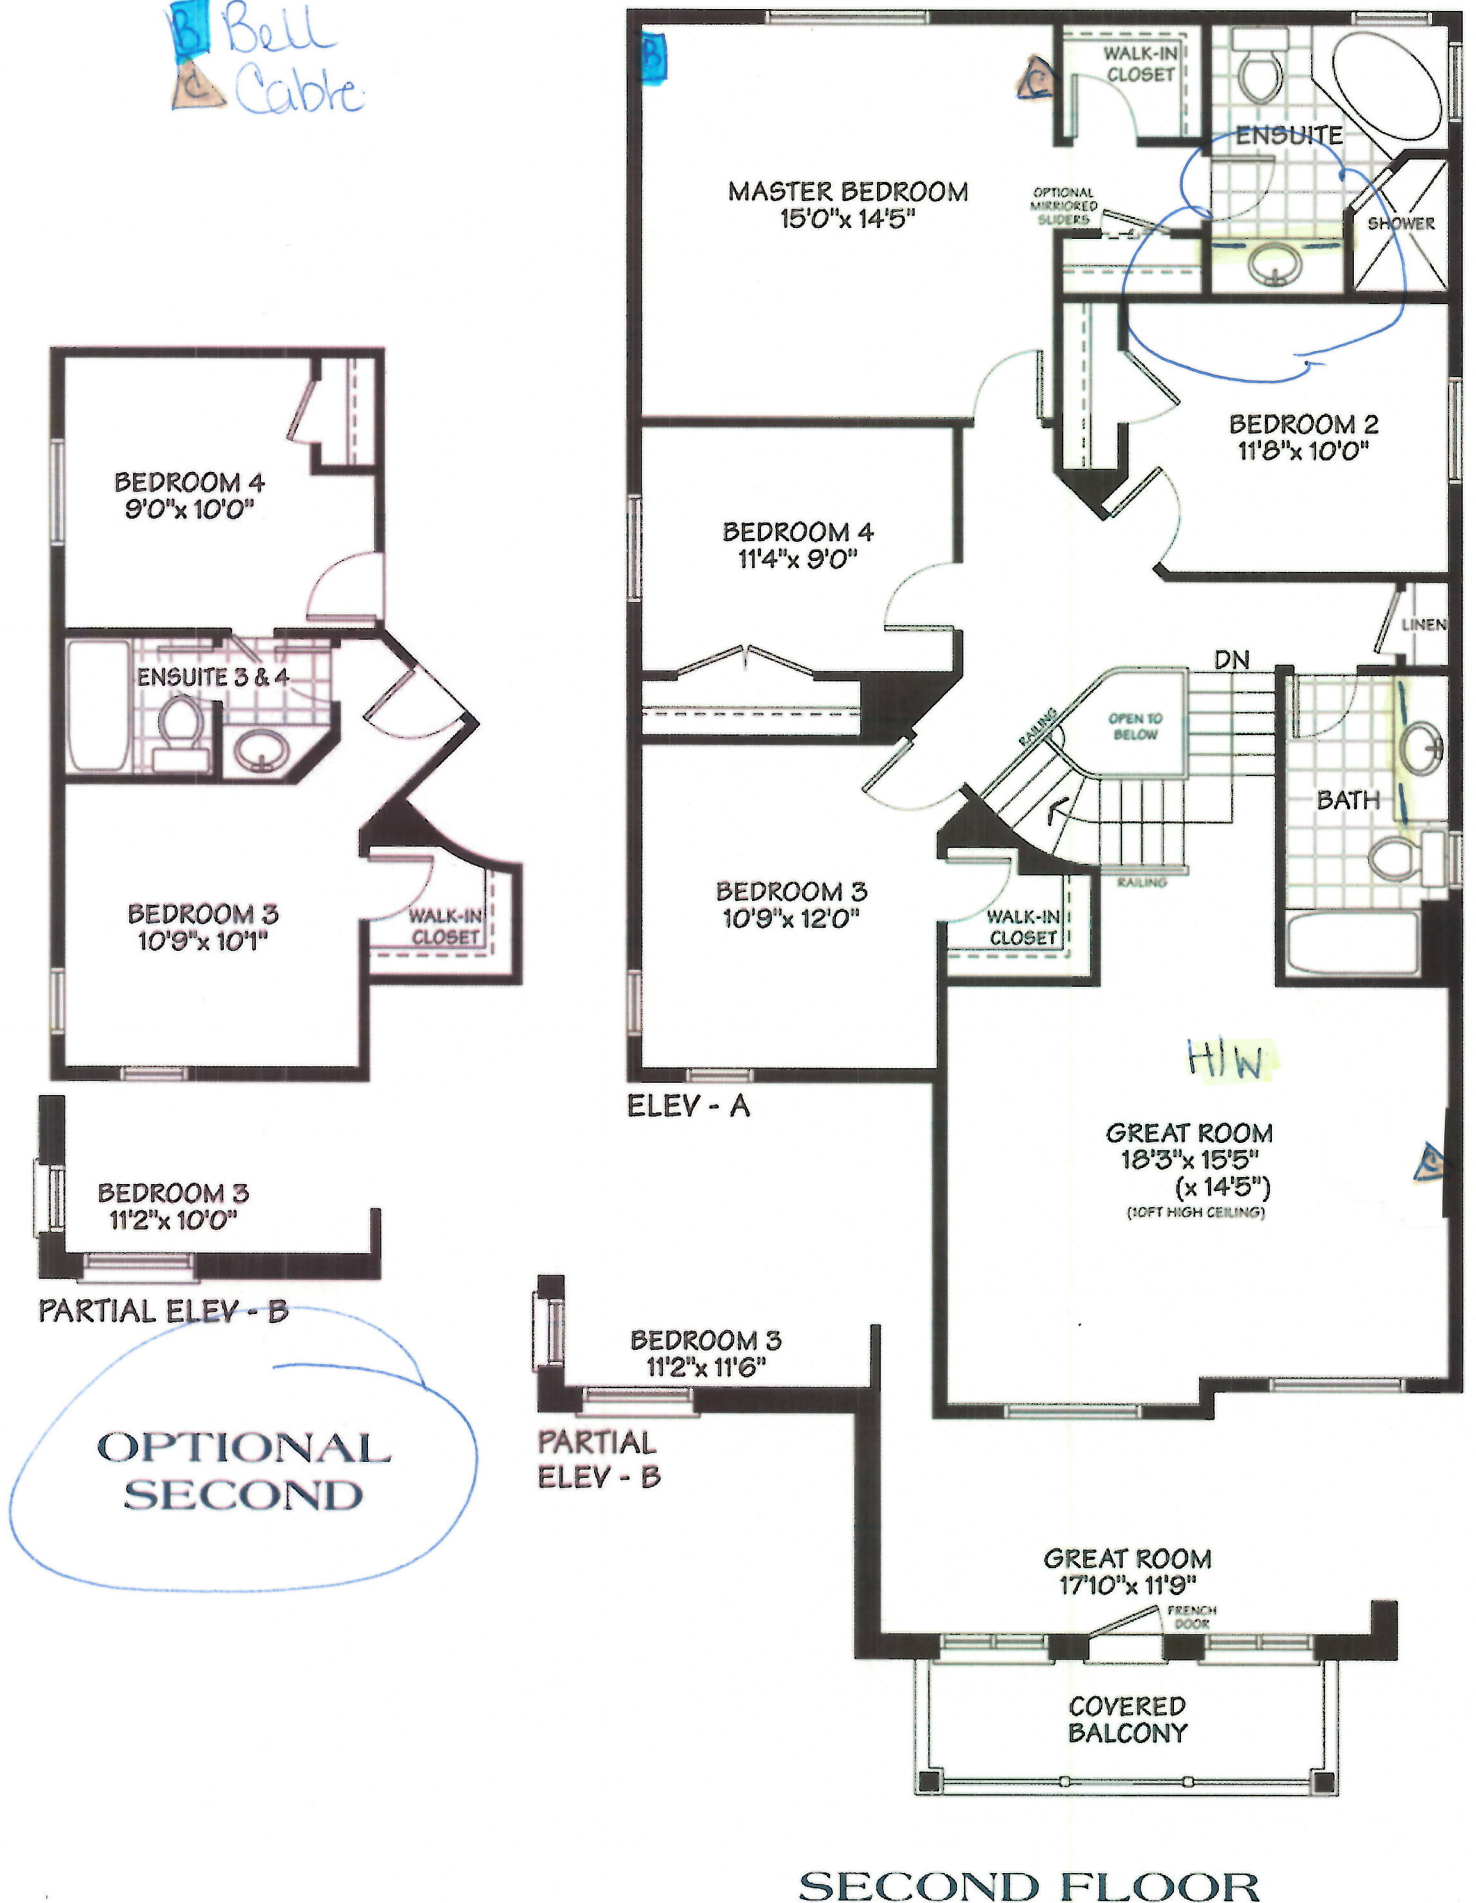 B Bell
C Cable
B
C
WALK-IN
CLOSET
ENSUITE
MASTER BEDROOM
15'0"x 14'5"
OPTIONAL
MIRRORED
SLIDERS
SHOWER
BEDROOM 2
11'8"x 10'0"
BEDROOM 4
9'0"x 10'0"
BEDROOM 4
11'4"x 9'0"
LINEN
ENSUITE 3 & 4
DN
RAILING
OPEN TO
BELOW
BATH
RAILING
BEDROOM 3
10'9"x 10'1"
WALK-IN
CLOSET
BEDROOM 3
10'9"x 12'0"
WALK-IN
CLOSET
H/W
ELEV - A
GREAT ROOM
18'3"x 15'5"
(x 14'5")
(10FT HIGH CEILING)
C
BEDROOM 3
11'2"x 10'0"
PARTIAL ELEV - B
BEDROOM 3
11'2"x 11'6"
PARTIAL
ELEV - B
OPTIONAL
SECOND
GREAT ROOM
17'10"x 11'9"
FRENCH
DOOR
COVERED
BALCONY
SECOND FLOOR